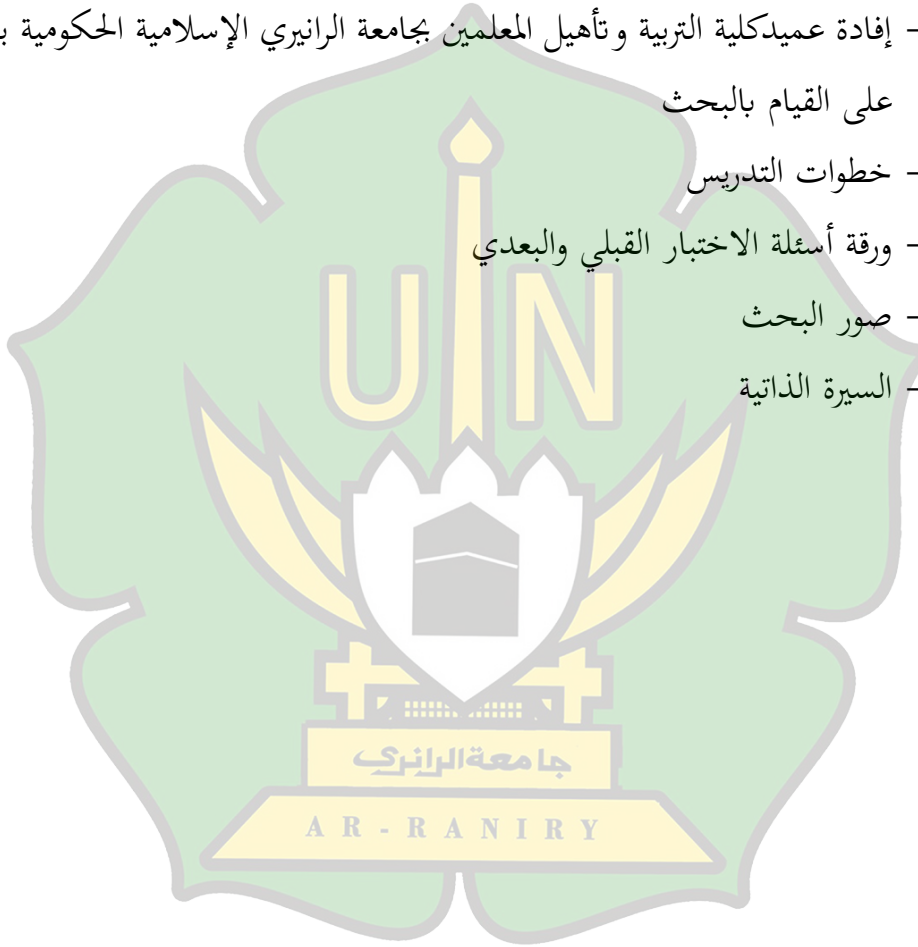 - إفادة عميدكلية التربية وتأهيل المعلمين بجامعة الرانيري الإسلامية الحكومية
على القيام بالبحث
- خطوات التدريس
- ورقة أسئلة الاختبار القبلي والبعدي
- صور البحث
- السيرة الذاتية
UIN
جامعةالرانري
AR-RANIRY